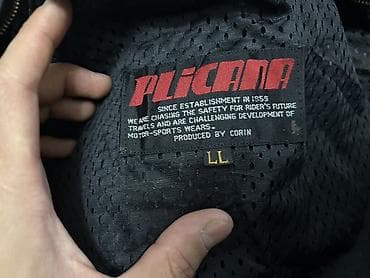 PLiCANA
SINCE ESTABLISHMENT IN 1959
WE ARE CHASING THE SAFETY FOR RIDER'S FUTURE
TRAVELS AND ARE CHALLENGING DEVELOPMENT OF
MOTOR-SPORTS WEARS.
PRODUCED BY CORIN
LL